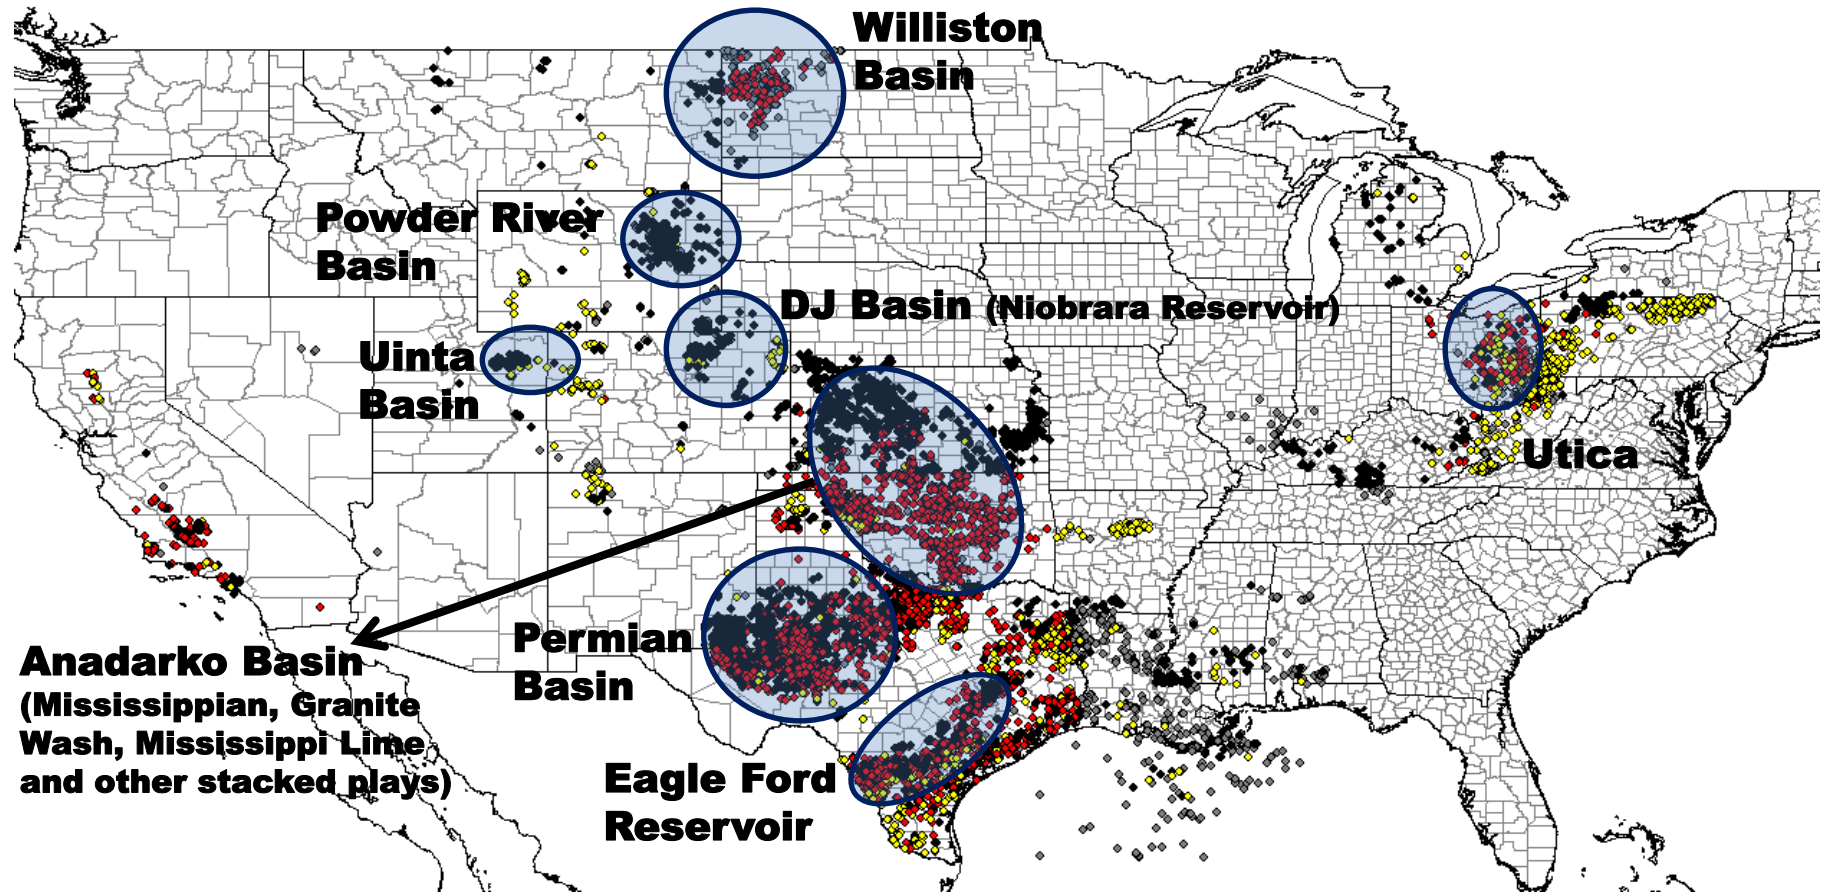 Williston
Basin
Powder River
Basin
DJ Basin (Niobrara Reservoir)
Uinta
Basin
Utica
Permian
Basin
Anadarko Basin
(Mississippian, Granite
Wash, Mississippi Lime
and other stacked plays)
Eagle Ford
Reservoir